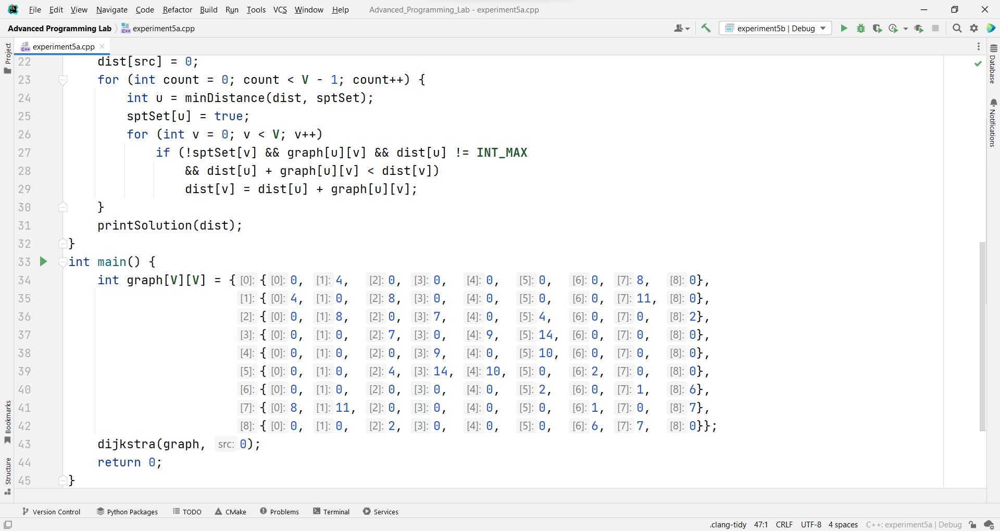 File Edit View Navigate Code Refactor Build Run Tools VCS Window Help Advanced_Programming_Lab - experiment5a.cpp
Advanced Programming Lab experiment5a.cpp experiment5b | Debug
experiment5a.cpp
Project
Bookmarks
Structure
Database
Notifications
22 dist[src] = 0;
23 for (int count = 0; count < V - 1; count++) {
24 int u = minDistance(dist, sptSet);
25 sptSet[u] = true;
26 for (int v = 0; v < V; v++)
27 if (!sptSet[v] && graph[u][v] && dist[u] != INT_MAX
28 && dist[u] + graph[u][v] < dist[v])
29 dist[v] = dist[u] + graph[u][v];
30 }
31 printSolution(dist);
32 }
33 int main() {
34 int graph[V][V] = { [0]: { [0]: 0, [1]: 4, [2]: 0, [3]: 0, [4]: 0, [5]: 0, [6]: 0, [7]: 8, [8]: 0},
35 [1]: { [0]: 4, [1]: 0, [2]: 8, [3]: 0, [4]: 0, [5]: 0, [6]: 0, [7]: 11, [8]: 0},
36 [2]: { [0]: 0, [1]: 8, [2]: 0, [3]: 7, [4]: 0, [5]: 4, [6]: 0, [7]: 0, [8]: 2},
37 [3]: { [0]: 0, [1]: 0, [2]: 7, [3]: 0, [4]: 9, [5]: 14, [6]: 0, [7]: 0, [8]: 0},
38 [4]: { [0]: 0, [1]: 0, [2]: 0, [3]: 9, [4]: 0, [5]: 10, [6]: 0, [7]: 0, [8]: 0},
39 [5]: { [0]: 0, [1]: 0, [2]: 4, [3]: 14, [4]: 10, [5]: 0, [6]: 2, [7]: 0, [8]: 0},
40 [6]: { [0]: 0, [1]: 0, [2]: 0, [3]: 0, [4]: 0, [5]: 2, [6]: 0, [7]: 1, [8]: 6},
41 [7]: { [0]: 8, [1]: 11, [2]: 0, [3]: 0, [4]: 0, [5]: 0, [6]: 1, [7]: 0, [8]: 7},
42 [8]: { [0]: 0, [1]: 0, [2]: 2, [3]: 0, [4]: 0, [5]: 0, [6]: 6, [7]: 7, [8]: 0}};
43 dijkstra(graph, src: 0);
44 return 0;
45 }
Version Control Python Packages TODO CMake Problems Terminal Services
.clang-tidy 47:1 CRLF UTF-8 4 spaces C++: experiment5a | Debug